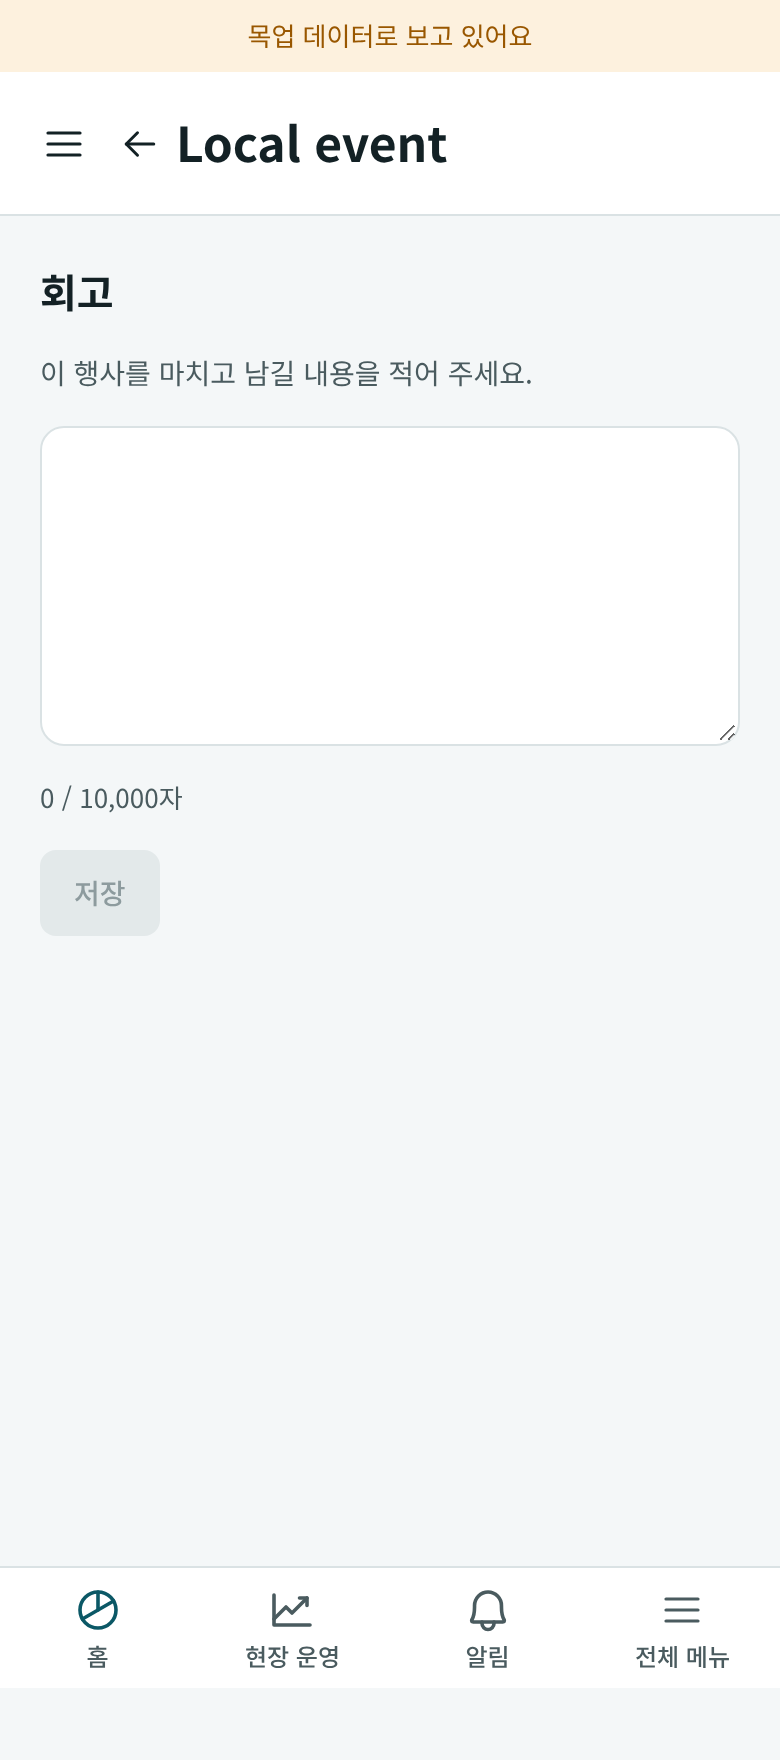 목업 데이터로 보고 있어요
Local event
회고
이 행사를 마치고 남길 내용을 적어 주세요.
0 / 10,000자
저장
홈
현장 운영
알림
전체 메뉴